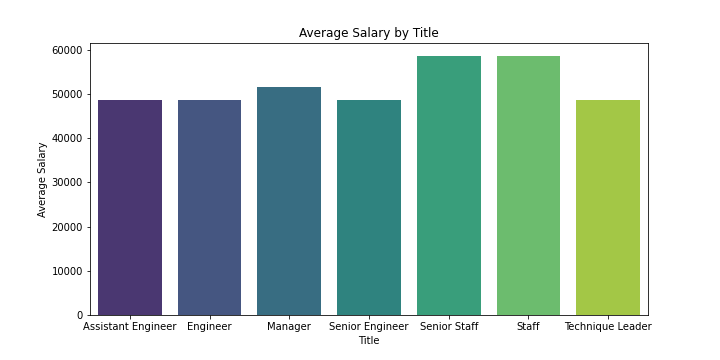 Average Salary by Title
60000
50000
40000
30000
20000
10000
0
Average Salary
Assistant Engineer Engineer Manager Senior Engineer Senior Staff Staff Technique Leader
Title